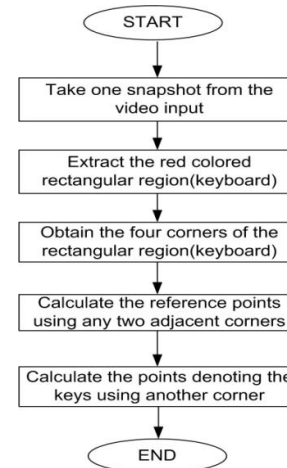 START
Take one snapshot from the
video input
Extract the red colored
rectangular region(keyboard)
Obtain the four corners of the
rectangular region(keyboard)
Calculate the reference points
using any two adjacent corners
Calculate the points denoting the
keys using another corner
END